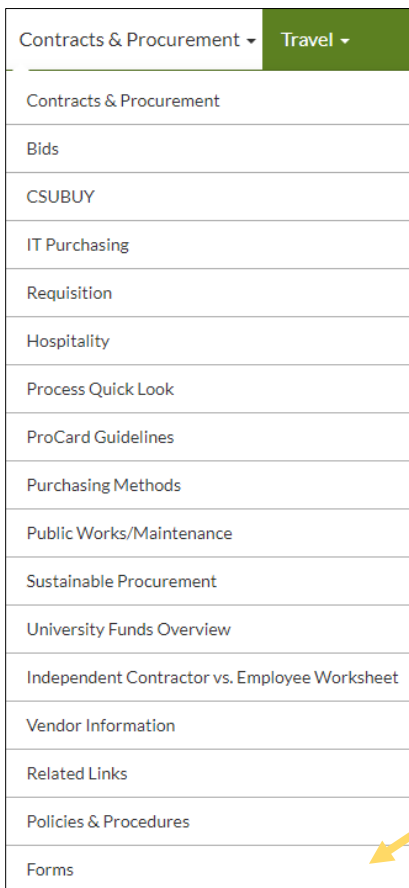 Contracts & Procurement Travel
Contracts & Procurement
Bids
CSUBUY
IT Purchasing
Requisition
Hospitality
Process Quick Look
ProCard Guidelines
Purchasing Methods
Public Works/Maintenance
Sustainable Procurement
University Funds Overview
Independent Contractor vs. Employee Worksheet
Vendor Information
Related Links
Policies & Procedures
Forms